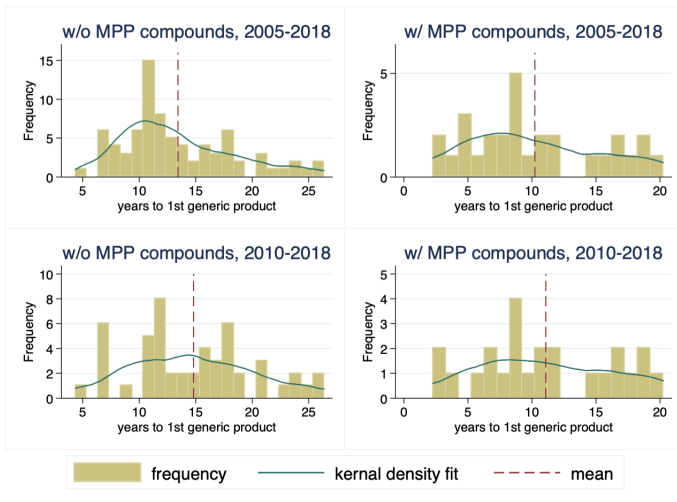 w/o MPP compounds, 2005-2018
Frequency
15
10
5
0
5
10
15
20
25
years to 1st generic product
w/ MPP compounds, 2005-2018
Frequency
5
0
0
5
10
15
20
years to 1st generic product
w/o MPP compounds, 2010-2018
Frequency
10
8
6
4
2
0
5
10
15
20
25
years to 1st generic product
w/ MPP compounds, 2010-2018
Frequency
5
4
3
2
1
0
0
5
10
15
20
years to 1st generic product
frequency
kernal density fit
mean